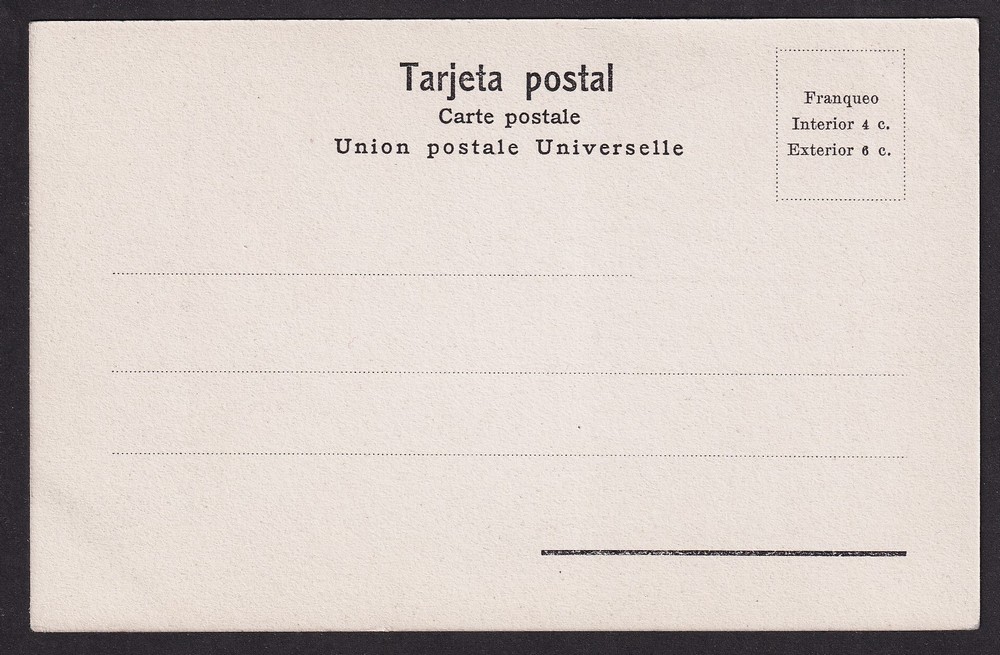 Tarjeta postal
Carte postale
Union postale Universelle
Franqueo
Interior 4 c.
Exterior 6 c.